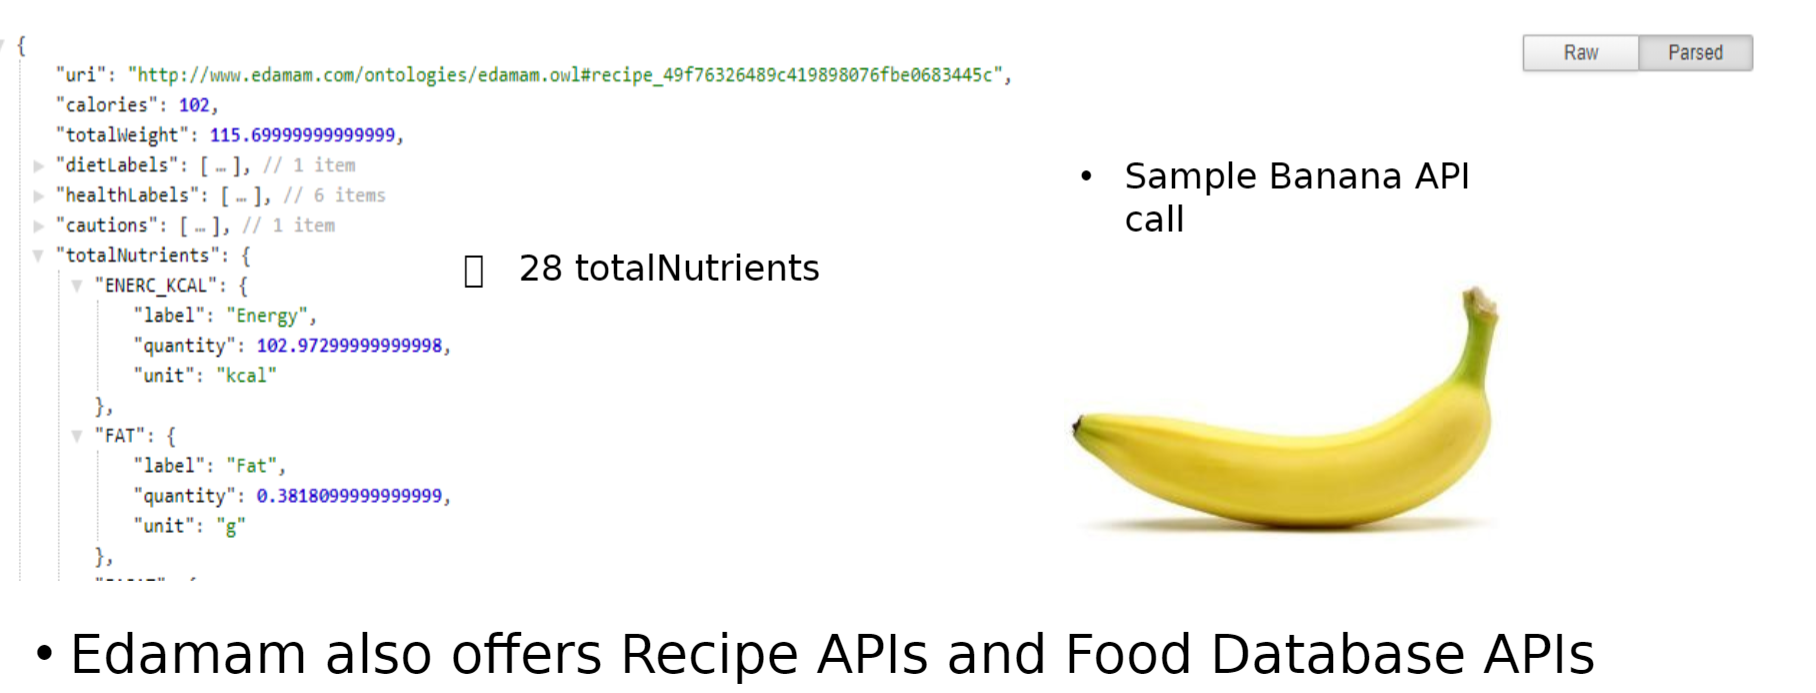 {
"uri": "http://www.edamam.com/ontologies/edamam.owl#recipe_49f76326489c419898076fbe0683445c",
"calories": 102,
"totalWeight": 115.69999999999999,
"dietLabels": [ … ], // 1 item
"healthLabels": [ … ], // 6 items
"cautions": [ … ], // 1 item
"totalNutrients": {
"ENERC_KCAL": {
"label": "Energy",
"quantity": 102.97299999999998,
"unit": "kcal"
},
"FAT": {
"label": "Fat",
"quantity": 0.3818099999999999,
"unit": "g"
},
28 totalNutrients
Raw Parsed
• Sample Banana API
call
• Edamam also offers Recipe APIs and Food Database APIs